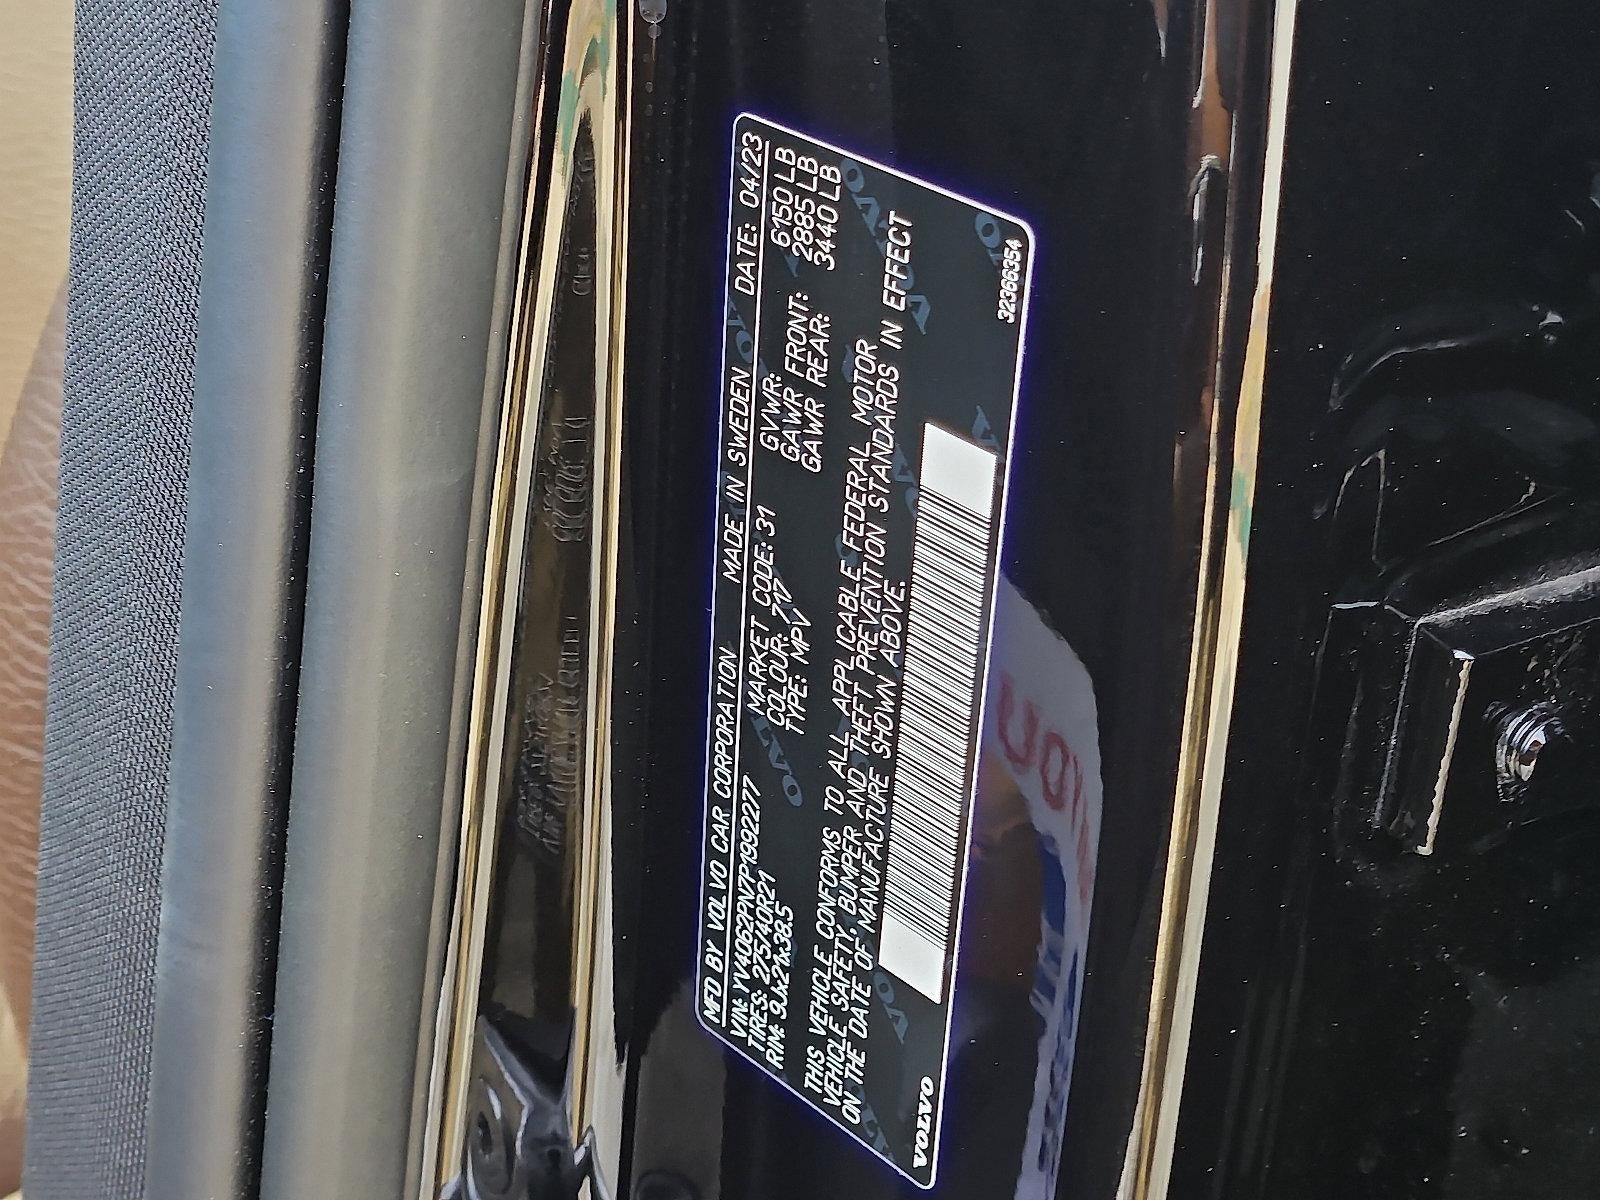 MFD BY VOLVO CAR CORPORATION MADE IN SWEDEN DATE: 04/23
VIN: YV4062PN7P1992277 MARKET CODE: 31 GVWR: 6150 LB
TIRES: 275/40R21 COLOUR: 717 GAWR FRONT: 2885 LB
RIM: 9Jx21x38.5 TYPE: MPV GAWR REAR: 3440 LB
THIS VEHICLE CONFORMS TO ALL APPLICABLE FEDERAL MOTOR
VEHICLE SAFETY, BUMPER AND THEFT PREVENTION STANDARDS IN EFFECT
ON THE DATE OF MANUFACTURE SHOWN ABOVE.
VOLVO 32366354